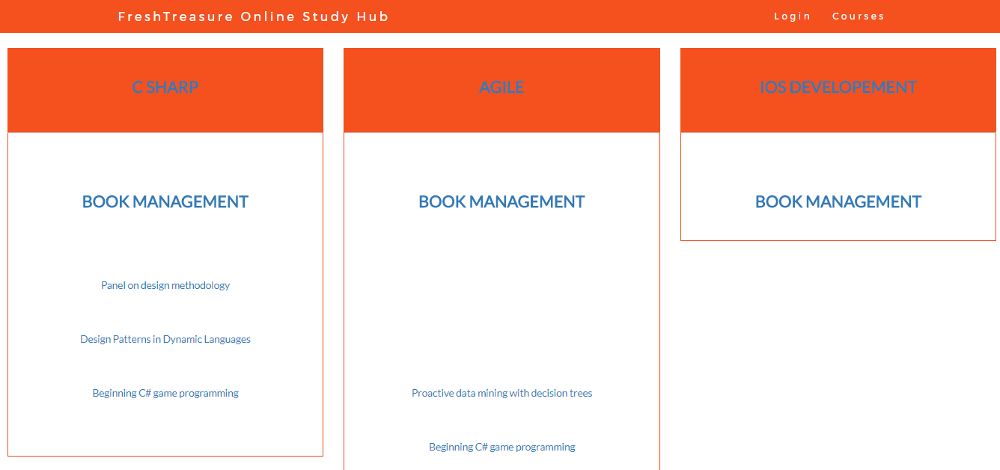 FreshTreasure Online Study Hub
Login Courses
C SHARP
BOOK MANAGEMENT
Panel on design methodology
Design Patterns in Dynamic Languages
Beginning C# game programming
AGILE
BOOK MANAGEMENT
Proactive data mining with decision trees
Beginning C# game programming
IOS DEVELOPEMENT
BOOK MANAGEMENT